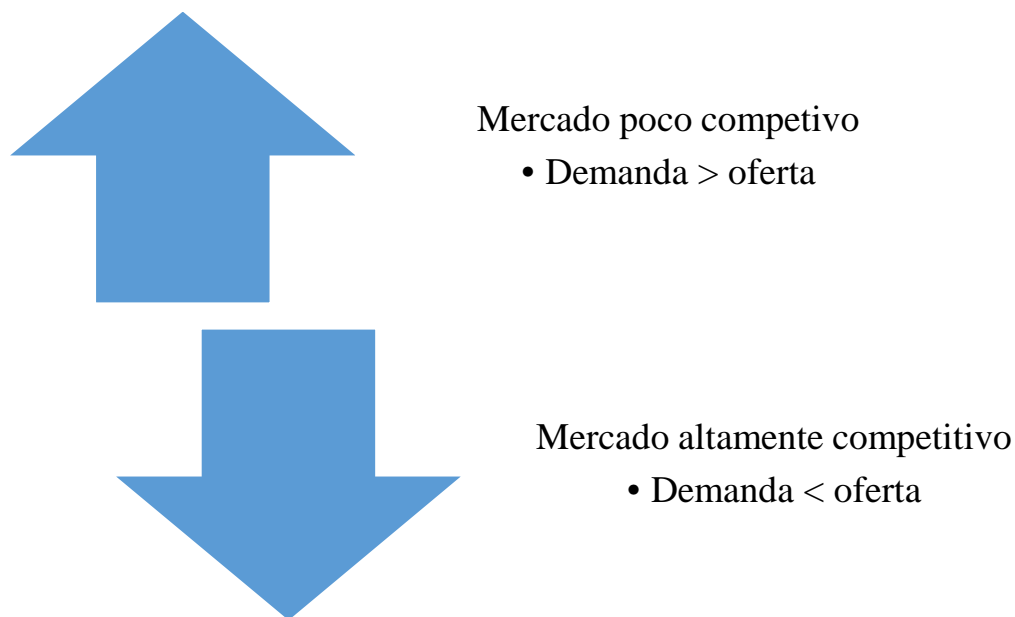 Mercado poco competivo
• Demanda > oferta
Mercado altamente competitivo
• Demanda < oferta